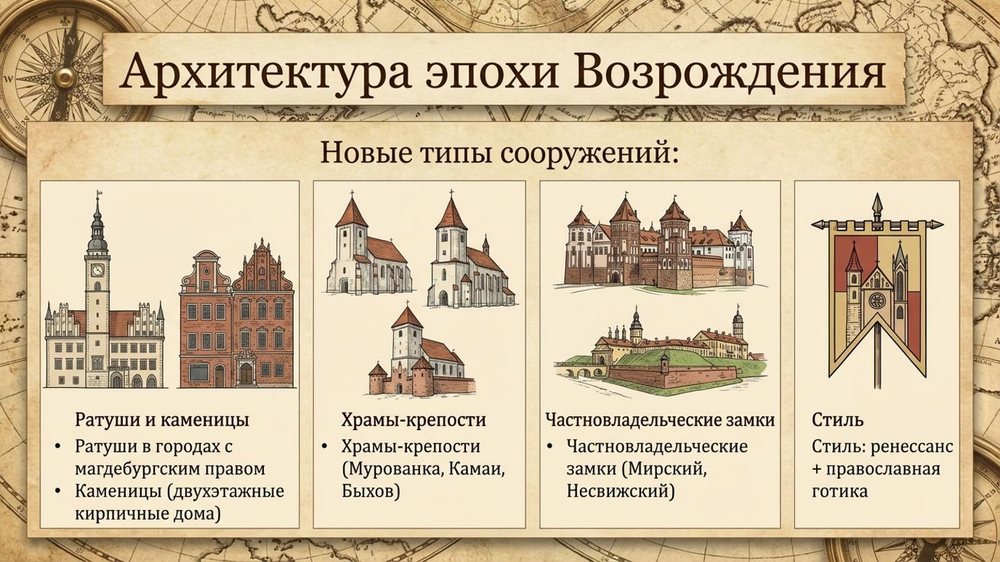 Архитектура эпохи Возрождения
Новые типы сооружений:
Ратуши и каменицы
• Ратуши в городах с
магдебургским правом
• Каменицы (двухэтажные
кирпичные дома)
Храмы-крепости
• Храмы-крепости
(Мурованка, Камаи,
Быхов)
Частновладельческие замки
• Частновладельческие
замки (Мирский,
Несвижский)
Стиль
Стиль: ренессанс
+ православная
готика
N
W
S